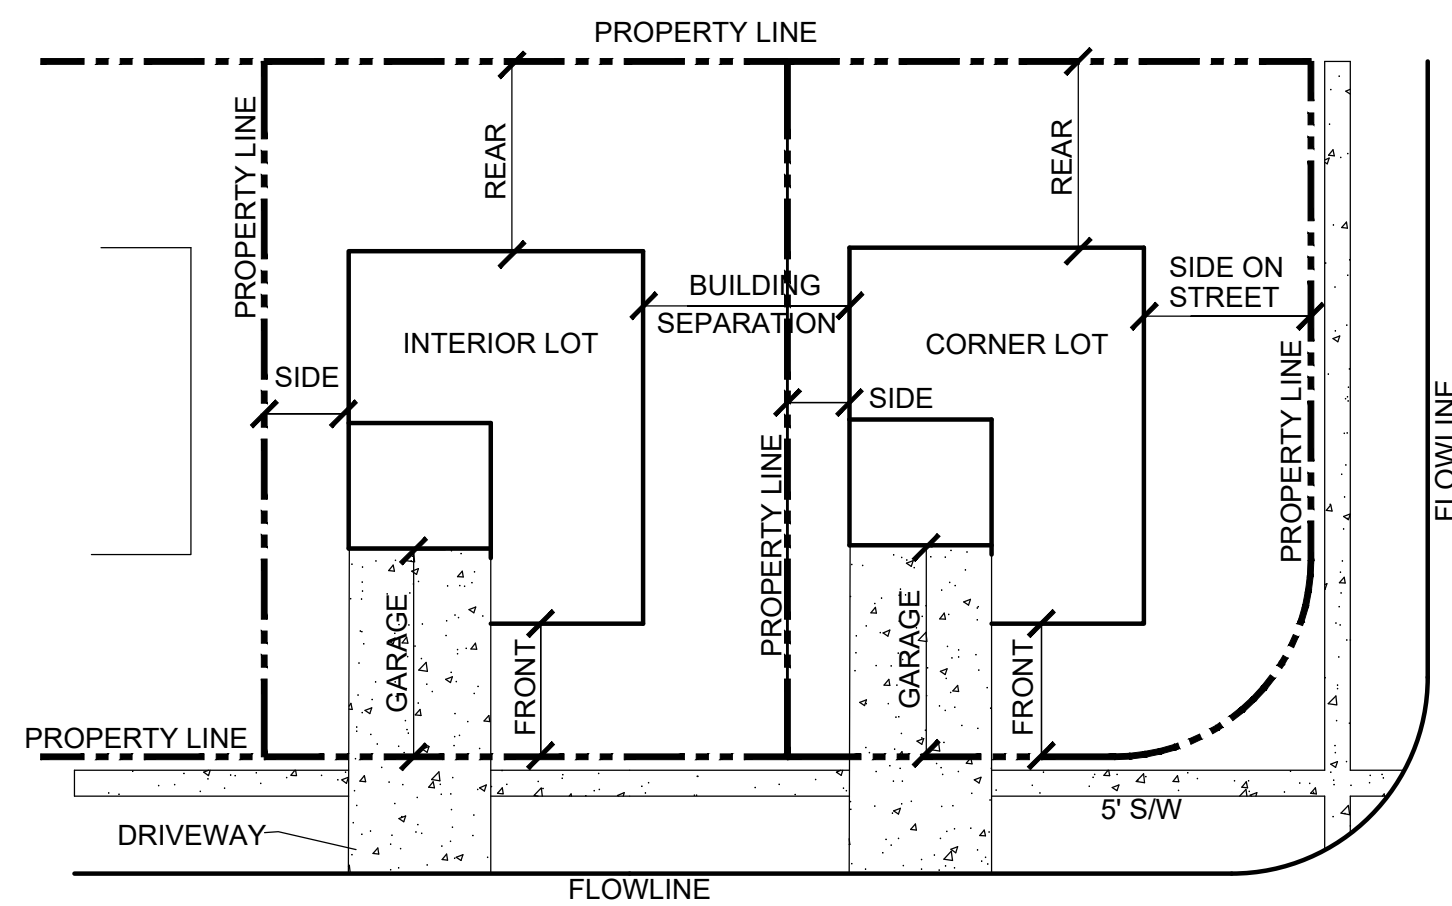 PROPERTY LINE
PROPERTY LINE
REAR
REAR
BUILDING
SEPARATION
SIDE ON
STREET
INTERIOR LOT
CORNER LOT
SIDE
SIDE
PROPERTY LINE
PROPERTY LINE
FLOWLINE
GARAGE
FRONT
GARAGE
FRONT
PROPERTY LINE
5' S/W
DRIVEWAY
FLOWLINE